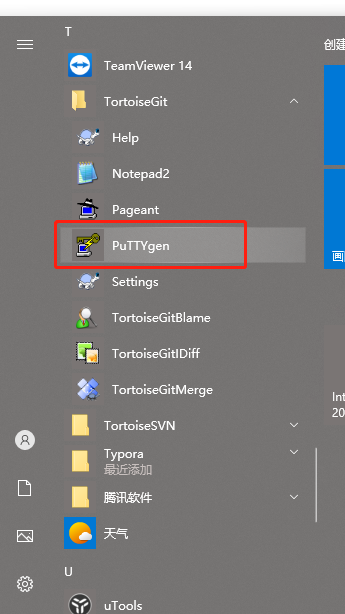 创建
T
TeamViewer 14
TortoiseGit
Help
Notepad2
Pageant
PuTTYgen
Settings
TortoiseGitBlame
TortoiseGitIDiff
TortoiseGitMerge
TortoiseSVN
Typora
最近添加
腾讯软件
天气
U
uTools
画
Int
20